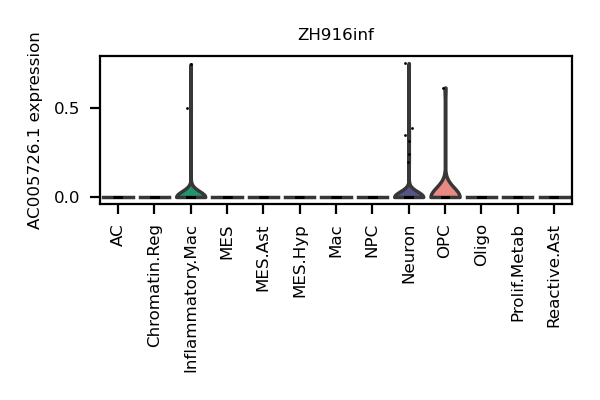 ZH916inf
AC005726.1 expression
0.5
0.0
AC
Chromatin.Reg
Inflammatory.Mac
MES
MES.Ast
MES.Hyp
Mac
NPC
Neuron
OPC
Oligo
Prolif.Metab
Reactive.Ast